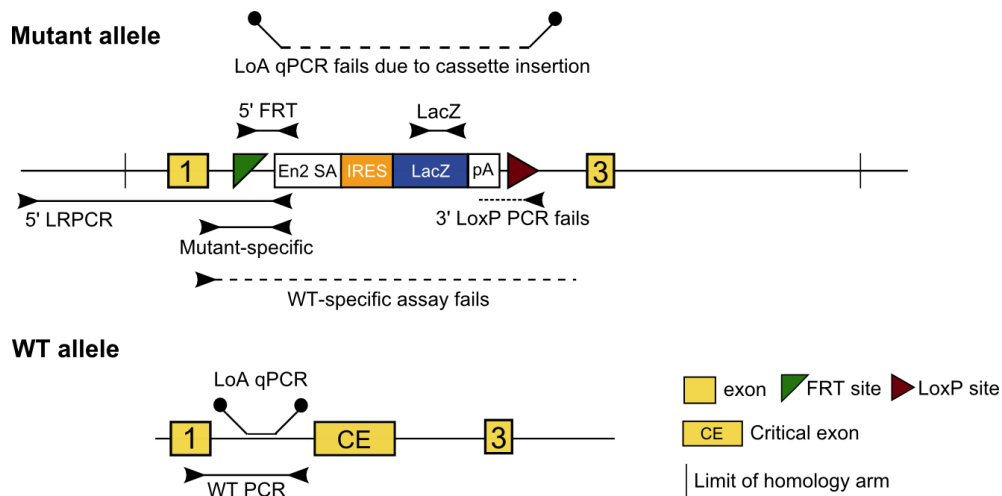 Mutant allele
LoA qPCR fails due to cassette insertion
5' FRT
LacZ
1
En2 SA
IRES
LacZ
pA
3
5' LRPCR
3' LoxP PCR fails
Mutant-specific
WT-specific assay fails
WT allele
LoA qPCR
1
CE
3
WT PCR
exon
FRT site
LoxP site
CE
Critical exon
Limit of homology arm